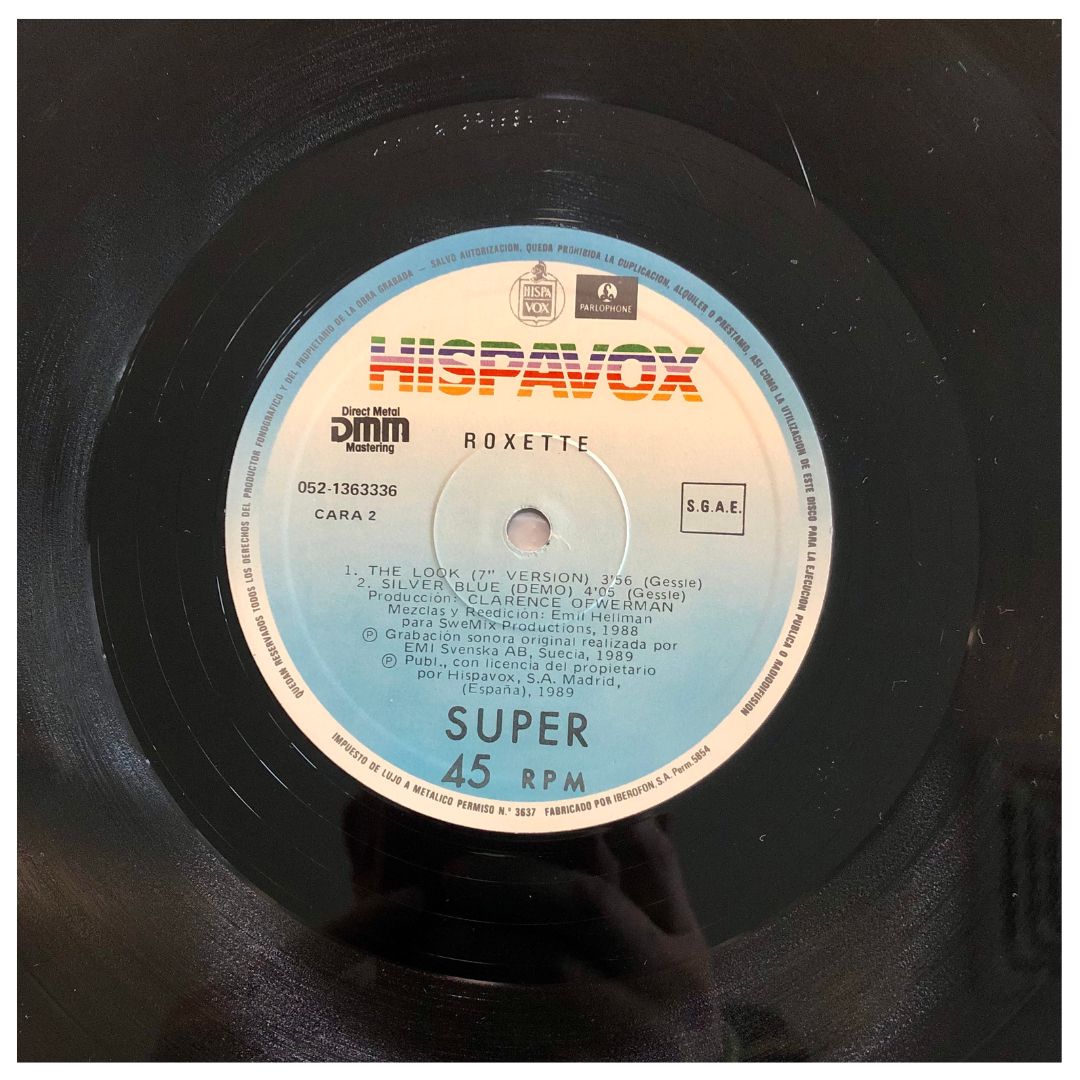 QUEDAN RESERVADOS TODOS LOS DERECHOS DEL PRODUCTOR FONOGRAFICO Y DEL PROPIETARIO DE LA OBRA GRABADA — SALVO AUTORIZACION, QUEDA PROHIBIDA LA DUPLICACION, ALQUILER O PRESTAMO, ASI COMO LA UTILIZACION DE ESTE DISCO PARA LA EJECUCION PUBLICA O RADIODIFUSION
HISPA
VOX
PARLOPHONE
HISPAVOX
Direct Metal
DMM
Mastering
ROXETTE
052-1363336
CARA 2
S.G.A.E.
1. THE LOOK (7" VERSION) 3'56 (Gessle)
2. SILVER BLUE (DEMO) 4'05 (Gessle)
Producción: CLARENCE OFWERMAN
Mezclas y Reedición: Emil Hellman
para SweMix Productions, 1988
Ⓟ Grabación sonora original realizada por
EMI Svenska AB, Suecia, 1989
Ⓟ Publ., con licencia del propietario
por Hispavox, S.A. Madrid,
(España), 1989
SUPER
45 RPM
IMPUESTO DE LUJO A METALICO PERMISO N.º 3637 FABRICADO POR IBEROFON, S.A. Perm. 5854